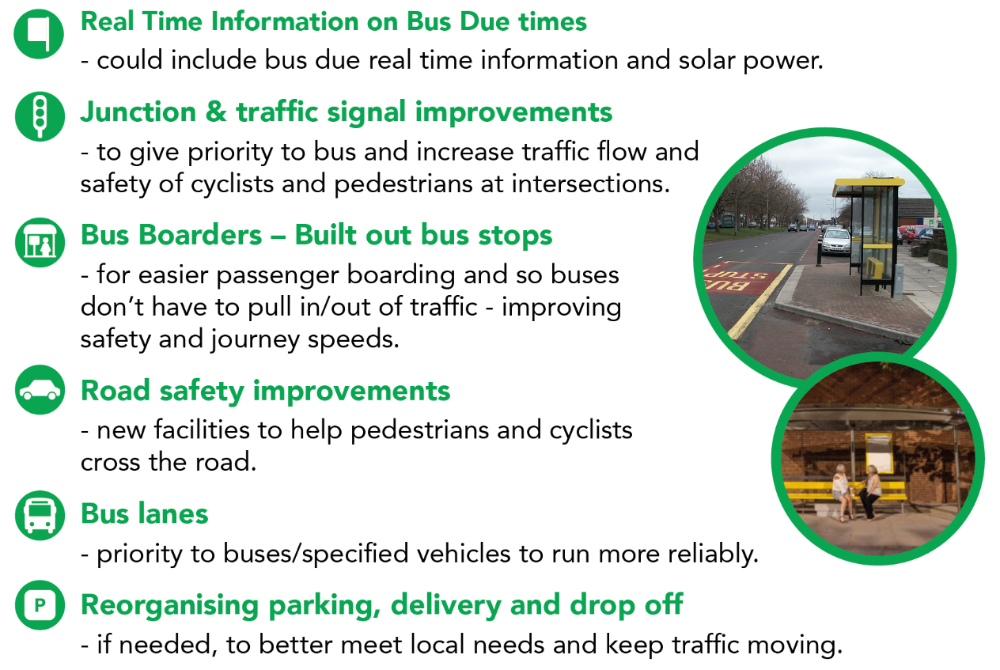 Real Time Information on Bus Due times
- could include bus due real time information and solar power.
Junction & traffic signal improvements
- to give priority to bus and increase traffic flow and
safety of cyclists and pedestrians at intersections.
Bus Boarders – Built out bus stops
- for easier passenger boarding and so buses
don’t have to pull in/out of traffic - improving
safety and journey speeds.
BUS
STOP
Road safety improvements
- new facilities to help pedestrians and cyclists
cross the road.
Bus lanes
- priority to buses/specified vehicles to run more reliably.
P
Reorganising parking, delivery and drop off
- if needed, to better meet local needs and keep traffic moving.